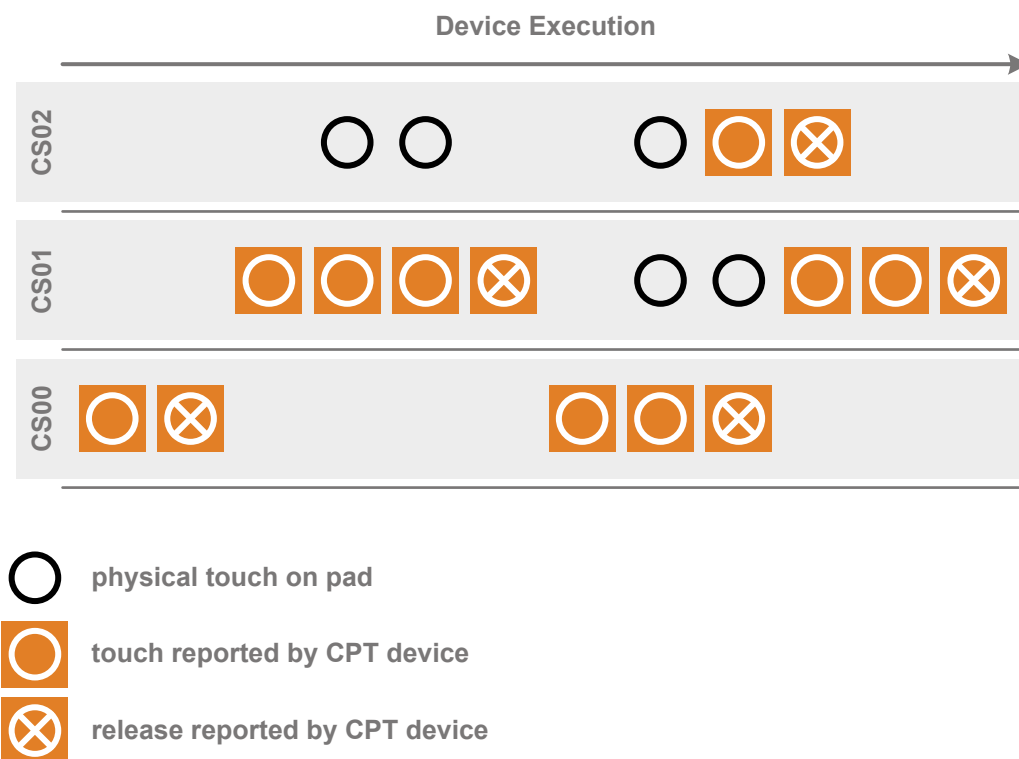 Device Execution
CS02
CS01
CS00
physical touch on pad
touch reported by CPT device
release reported by CPT device